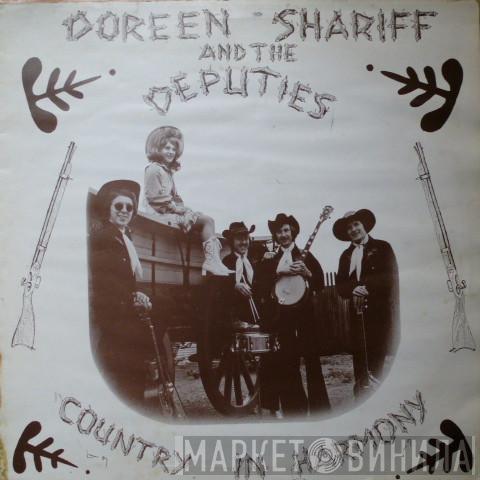 DOREEN SHARIFF
AND THE
DEPUTIES
COUNTRY IN HARMONY
МАРКЕТ ВИНИЛА